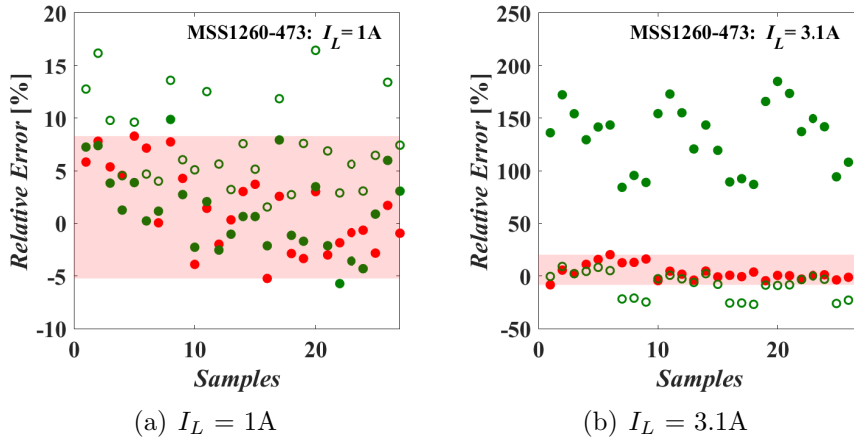 MSS1260-473: I_L = 1A
Relative Error [%]
20
15
10
5
0
-5
-10
0
10
20
Samples
(a) I_L = 1A
MSS1260-473: I_L = 3.1A
Relative Error [%]
250
200
150
100
50
0
-50
0
10
20
Samples
(b) I_L = 3.1A